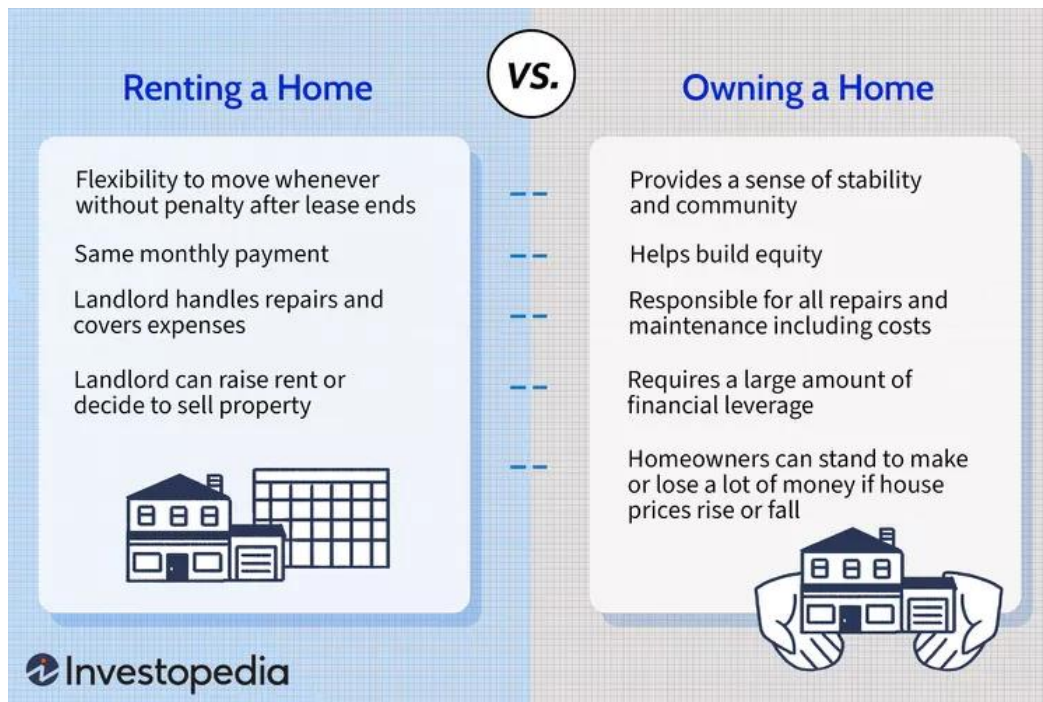 Renting a Home
VS.
Owning a Home
Flexibility to move whenever
without penalty after lease ends
Same monthly payment
Landlord handles repairs and
covers expenses
Landlord can raise rent or
decide to sell property
Provides a sense of stability
and community
Helps build equity
Responsible for all repairs and
maintenance including costs
Requires a large amount of
financial leverage
Homeowners can stand to make
or lose a lot of money if house
prices rise or fall
Investopedia